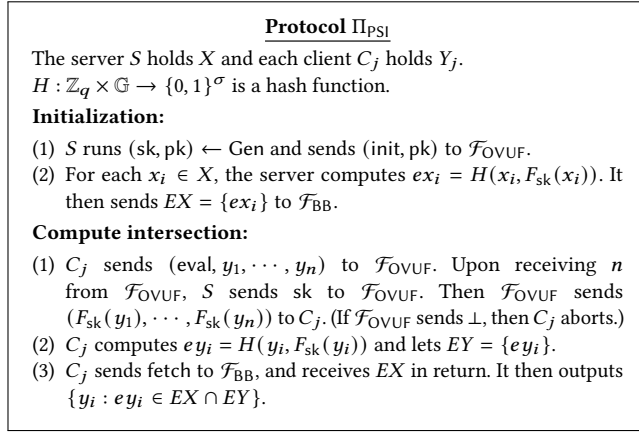 Protocol Π_PSI
The server S holds X and each client C_j holds Y_j.
H : ℤ_q × 𝔾 → {0, 1}^σ is a hash function.
Initialization:
(1) S runs (sk, pk) ← Gen and sends (init, pk) to ℱ_OVUF.
(2) For each x_i ∈ X, the server computes ex_i = H(x_i, F_sk(x_i)). It
then sends EX = {ex_i} to ℱ_BB.
Compute intersection:
(1) C_j sends (eval, y_1, · · · , y_n) to ℱ_OVUF. Upon receiving n
from ℱ_OVUF, S sends sk to ℱ_OVUF. Then ℱ_OVUF sends
(F_sk(y_1), · · · , F_sk(y_n)) to C_j. (If ℱ_OVUF sends ⊥, then C_j aborts.)
(2) C_j computes ey_i = H(y_i, F_sk(y_i)) and lets EY = {ey_i}.
(3) C_j sends fetch to ℱ_BB, and receives EX in return. It then outputs
{y_i : ey_i ∈ EX ∩ EY}.